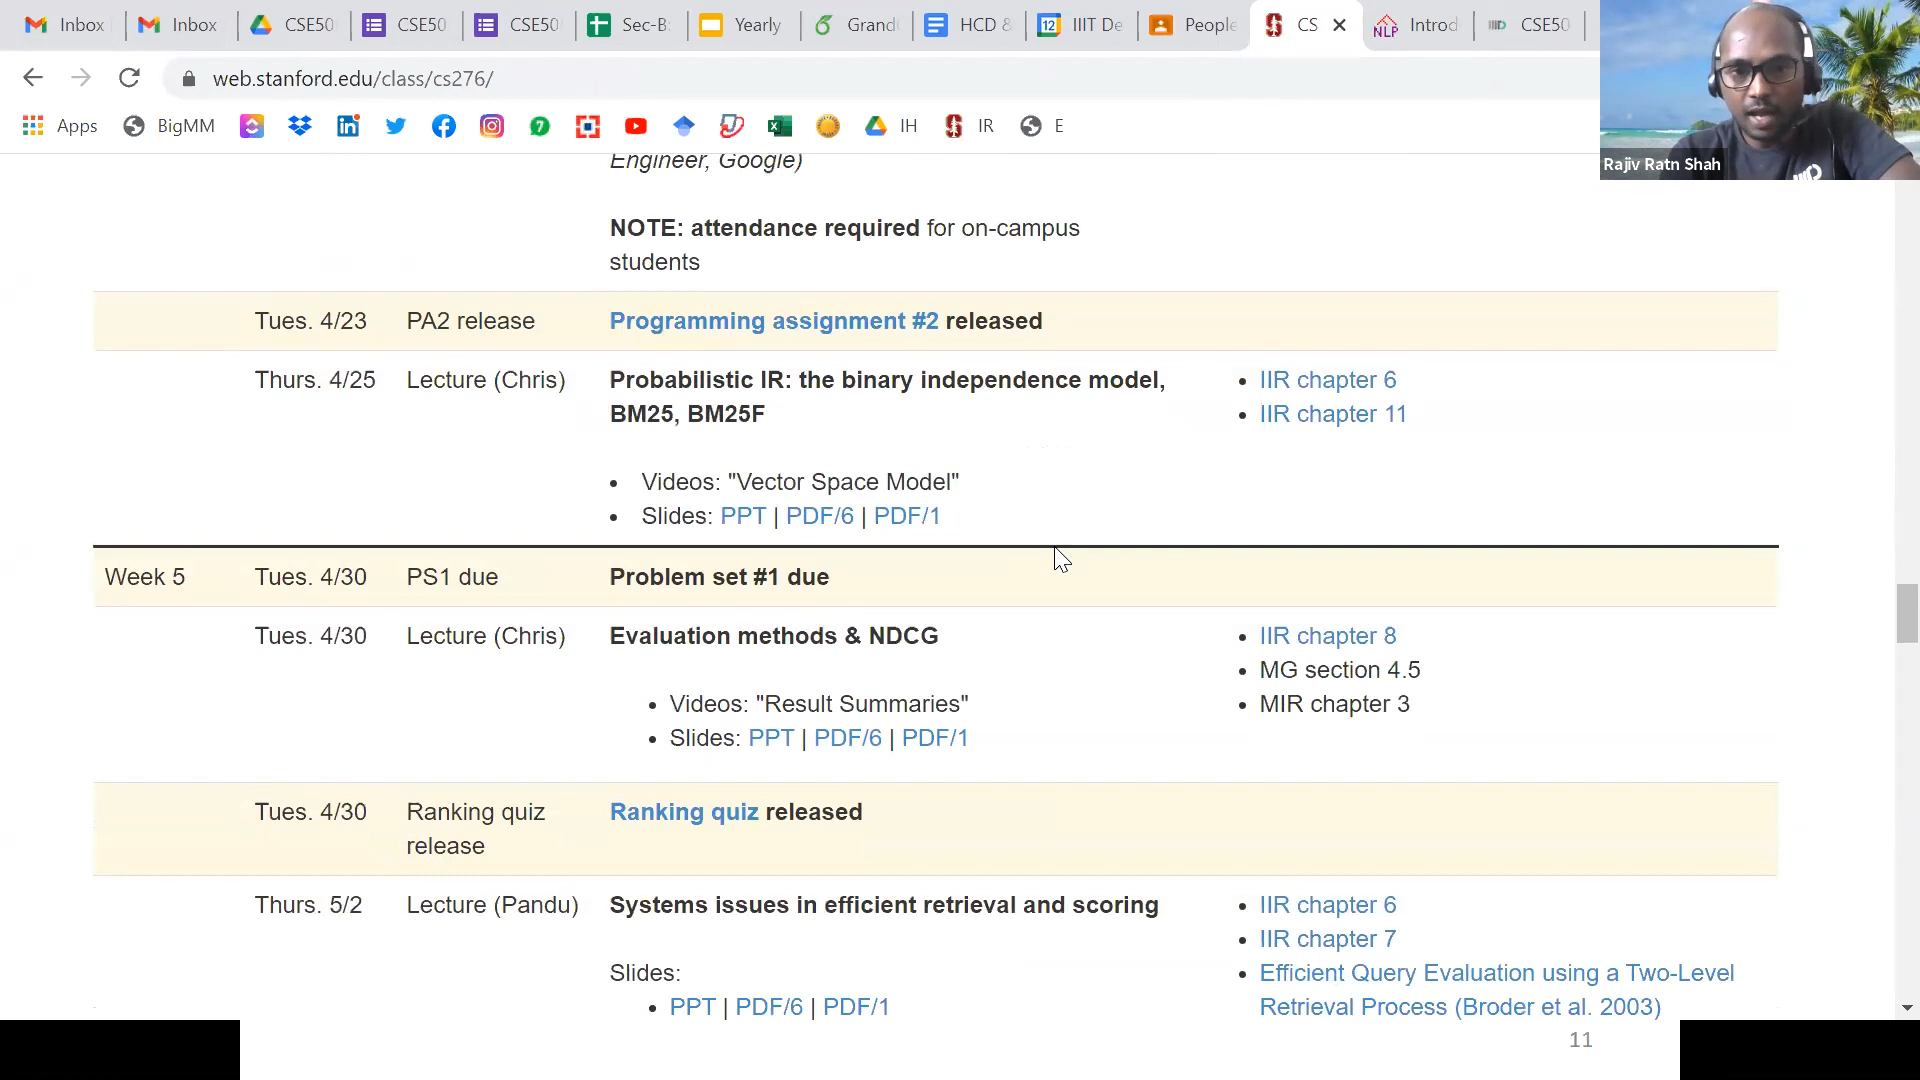 Inbox
Inbox
CSE50
CSE50
CSE50
Sec-B
Yearly
Grand
HCD &
12
IIIT De
People
CS
NLP
Introd
CSE50
web.stanford.edu/class/cs276/
Apps
BigMM
7
IH
IR
E
Rajiv Ratn Shah
Engineer, Google)
NOTE: attendance required for on-campus
students
Tues. 4/23 PA2 release Programming assignment #2 released
Thurs. 4/25 Lecture (Chris) Probabilistic IR: the binary independence model, • IIR chapter 6
BM25, BM25F • IIR chapter 11
• Videos: "Vector Space Model"
• Slides: PPT | PDF/6 | PDF/1
Week 5 Tues. 4/30 PS1 due Problem set #1 due
Tues. 4/30 Lecture (Chris) Evaluation methods & NDCG • IIR chapter 8
• MG section 4.5
• Videos: "Result Summaries" • MIR chapter 3
• Slides: PPT | PDF/6 | PDF/1
Tues. 4/30 Ranking quiz Ranking quiz released
release
Thurs. 5/2 Lecture (Pandu) Systems issues in efficient retrieval and scoring • IIR chapter 6
• IIR chapter 7
Slides: • Efficient Query Evaluation using a Two-Level
• PPT | PDF/6 | PDF/1 Retrieval Process (Broder et al. 2003)
11